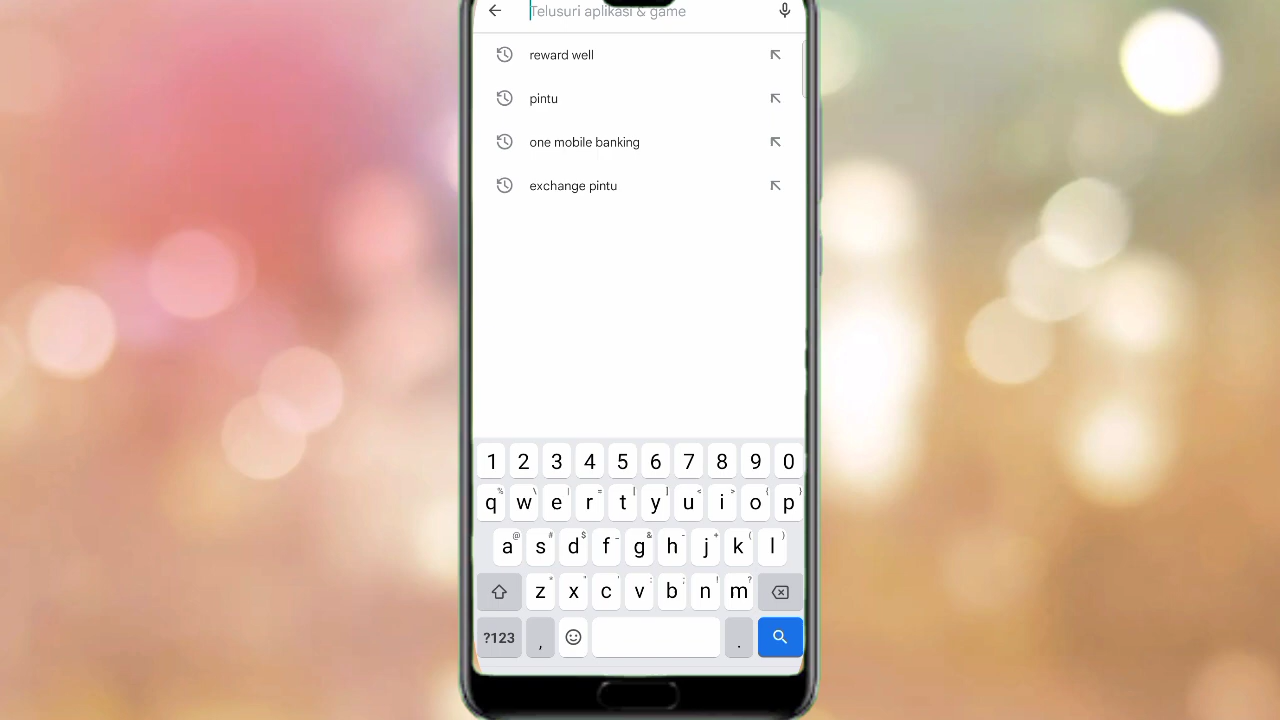 Telusuri aplikasi & game
reward well
pintu
one mobile banking
exchange pintu
1 2 3 4 5 6 7 8 9 0
q w e r t y u i o p
a s d f g h j k l
z x c v b n m
?123 , .